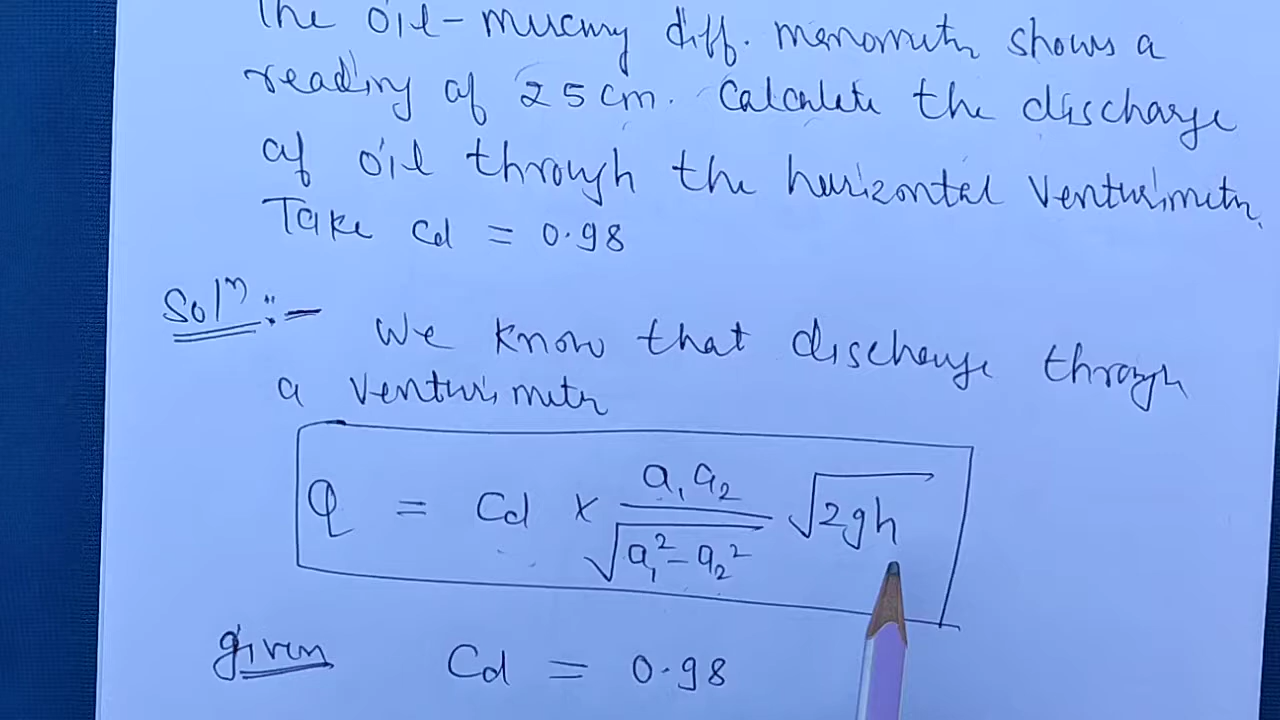 The oil-mercury diff. manometer shows a
reading of 25 cm. Calculate the discharge
of oil through the horizontal venturimeter.
Take Cd = 0.98
Solⁿ :-
We know that discharge through
a venturimeter
Q = Cd × a₁a₂ / √(a₁² - a₂²) √2gh
given Cd = 0.98